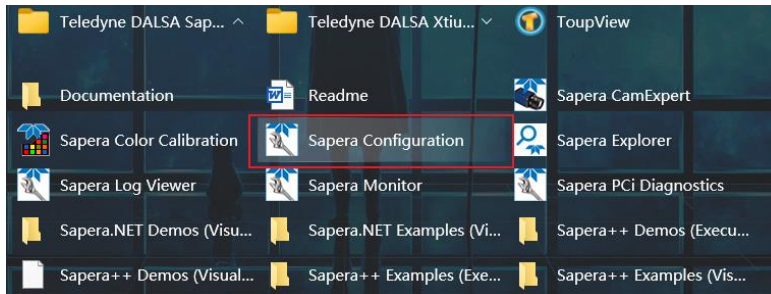 Teledyne DALSA Sap... Teledyne DALSA Xtiu... ToupView
Documentation Readme Sapera CamExpert
Sapera Color Calibration Sapera Configuration Sapera Explorer
Sapera Log Viewer Sapera Monitor Sapera PCi Diagnostics
Sapera.NET Demos (Visu... Sapera.NET Examples (Vi... Sapera++ Demos (Execu...
Sapera++ Demos (Visual... Sapera++ Examples (Exe... Sapera++ Examples (Vis...